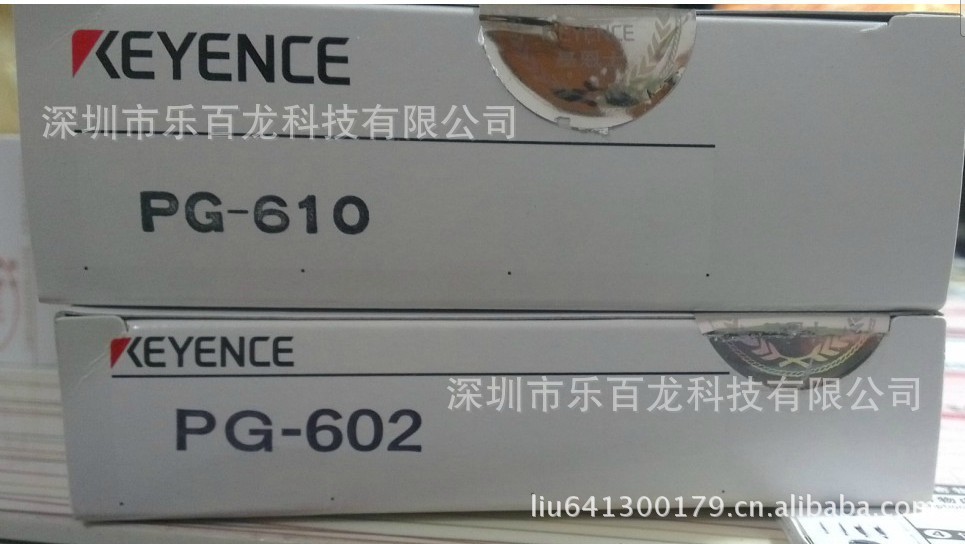 KEYENCE
KEYENCE
深圳市乐百龙科技有限公司
PG-610
KEYENCE
深圳市乐百龙科技有限公司
PG-602
liu641300179.cn.alibaba.com